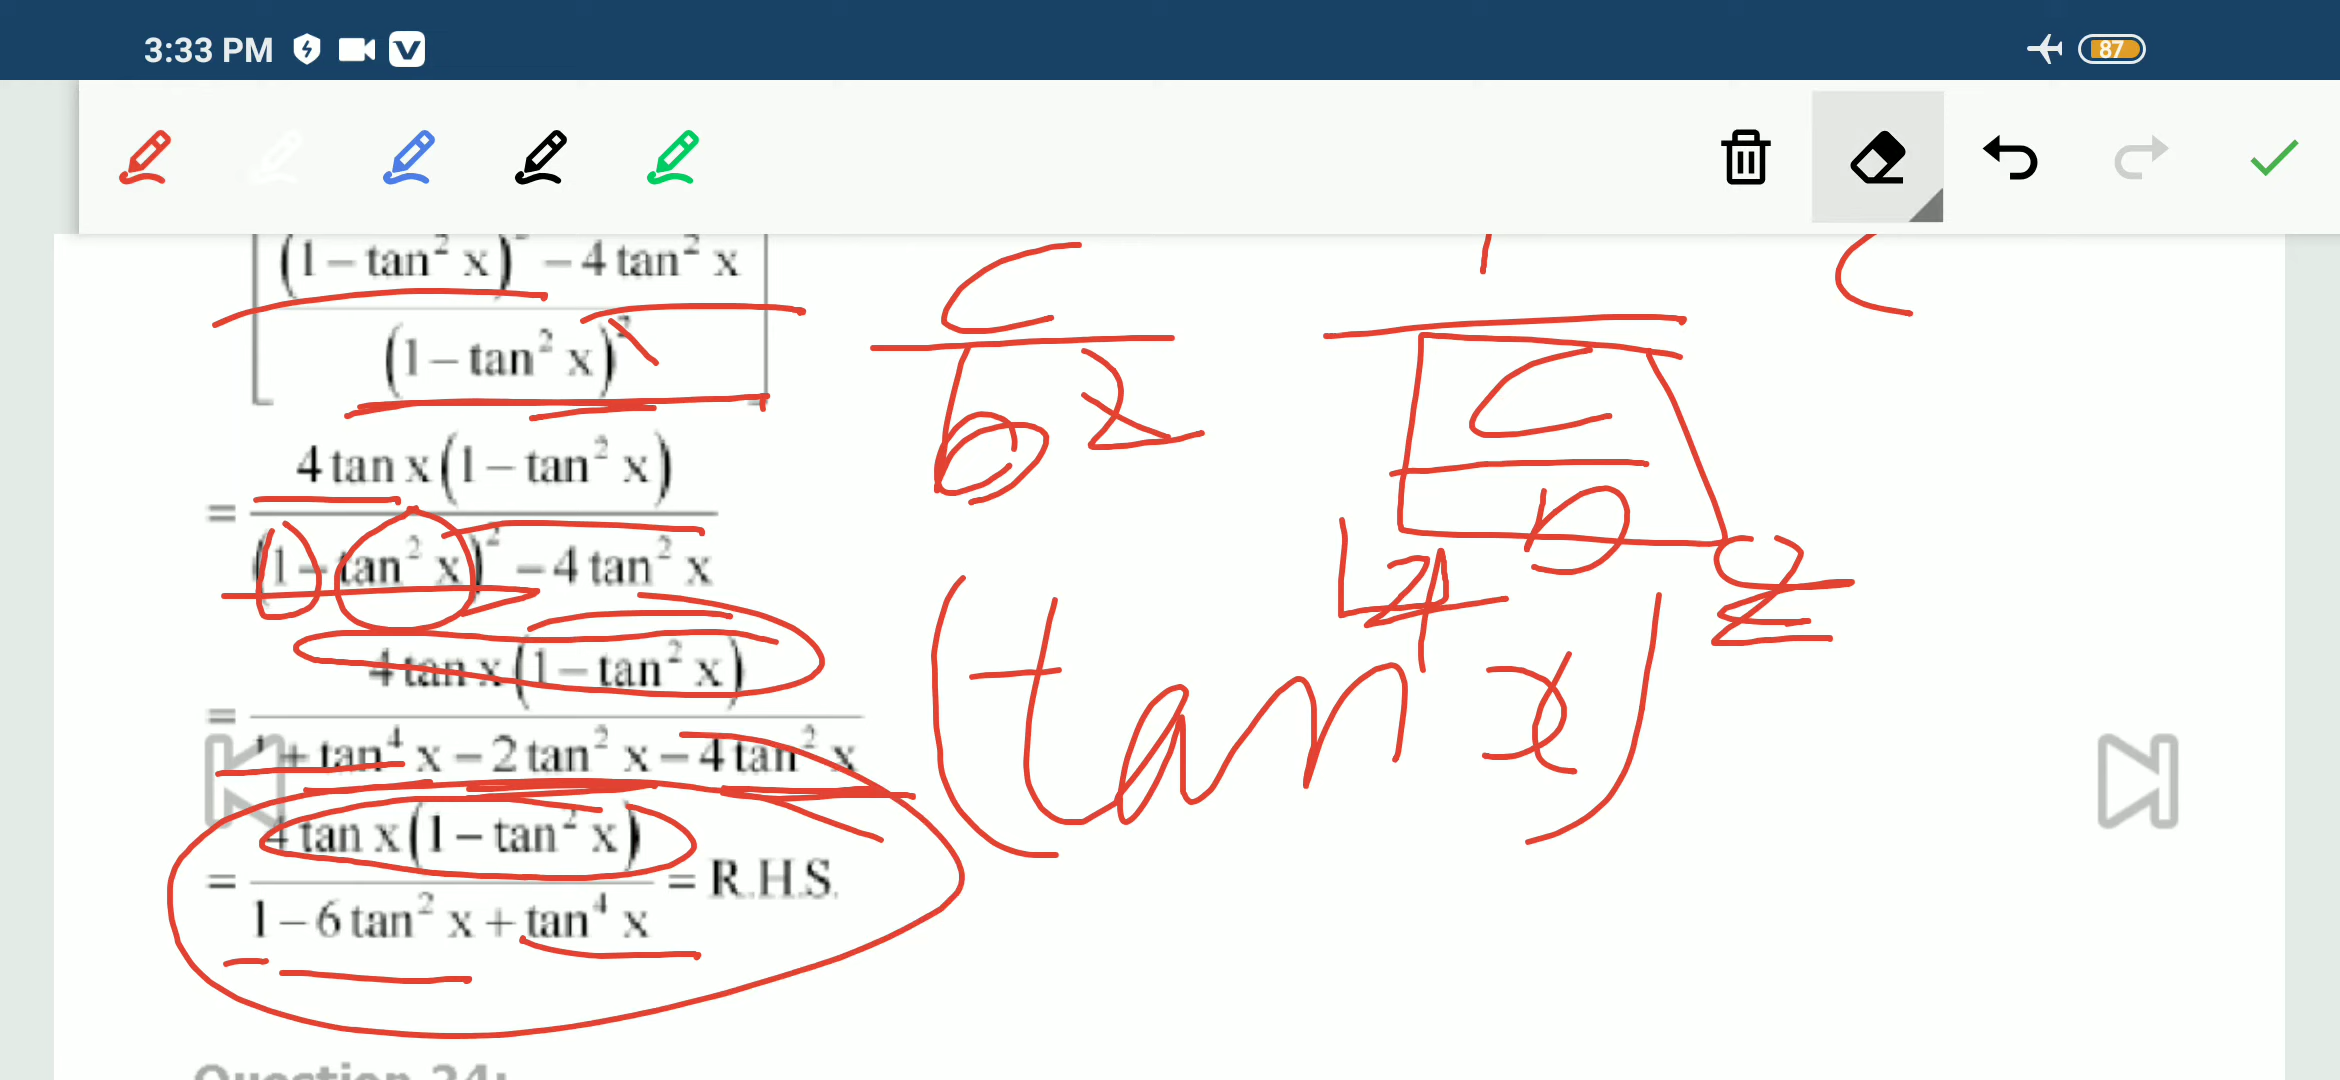 3:33 PM
87
(1 − tan² x)² − 4 tan² x
(1 − tan² x)²
4 tan x (1 − tan² x)
=
(1 − tan² x)² − 4 tan² x
4 tan x (1 − tan² x)
=
1 + tan⁴ x − 2 tan² x − 4 tan² x
4 tan x (1 − tan² x)
= = R.H.S.
1 − 6 tan² x + tan⁴ x
b 2
b
(tan x)